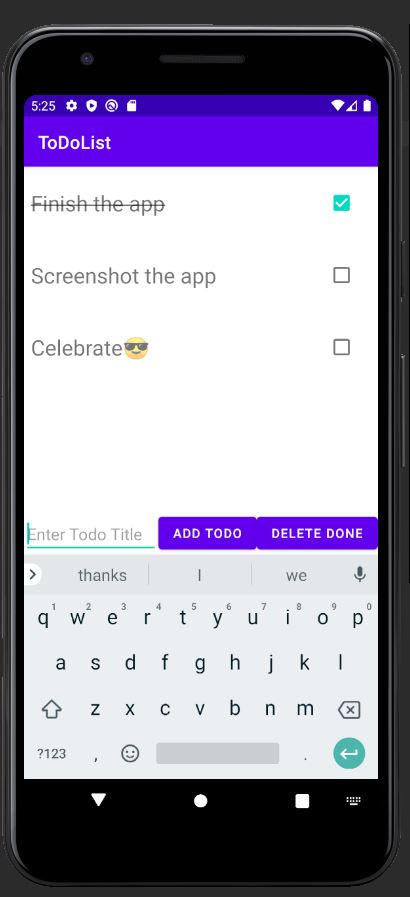 5:25
ToDoList
Finish the app
Screenshot the app
Celebrate😎
Enter Todo Title ADD TODO DELETE DONE
thanks I we
q1 w2 e3 r4 t5 y6 u7 i8 o9 p0
a s d f g h j k l
z x c v b n m
?123 , .